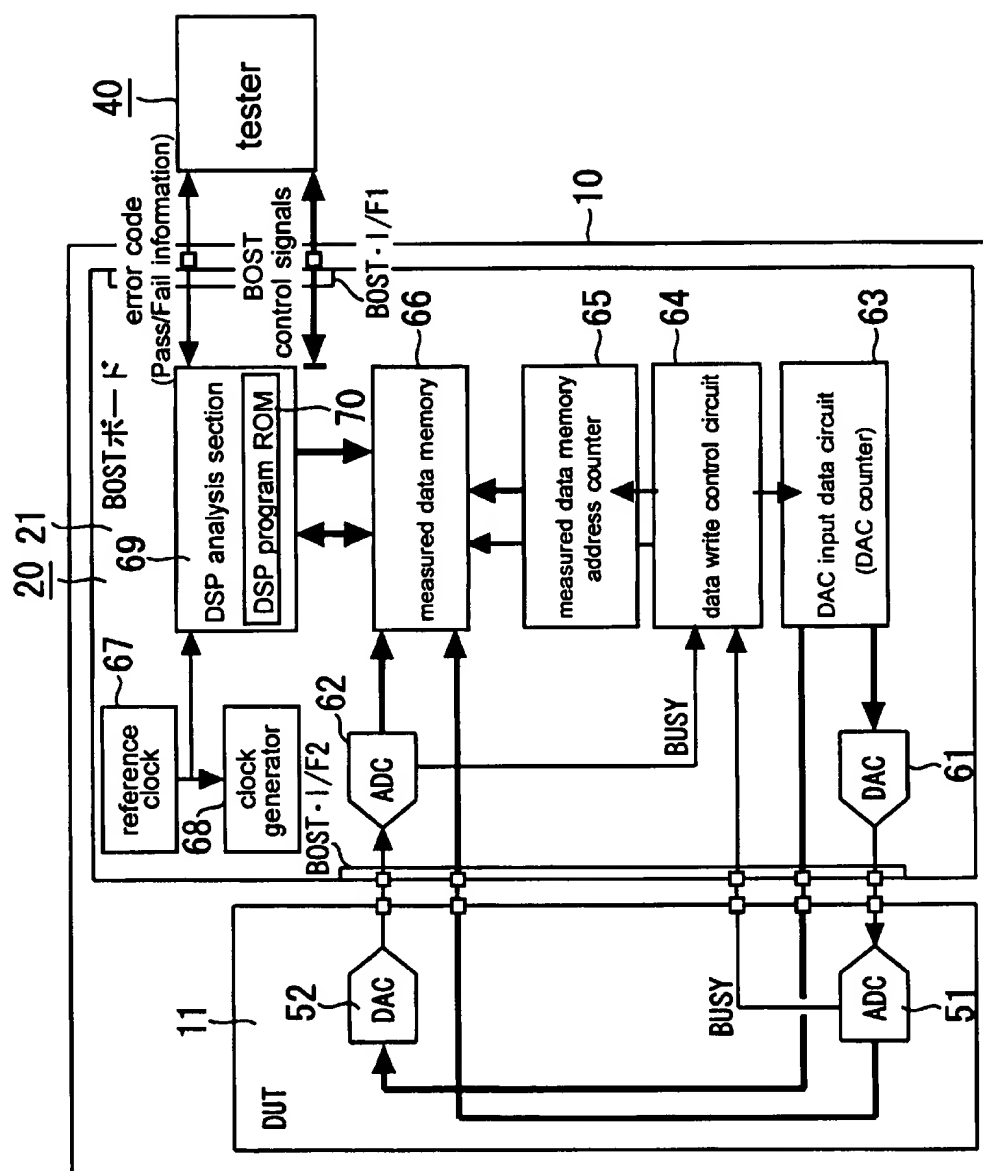 40
tester
error code
(Pass/Fail information)
BOST
control signals
BOST・I/F1
10
20
21
BOSTボード
69
DSP analysis section
DSP program ROM
70
67
reference
clock
68
clock
generator
BOST・I/F2
66
measured data memory
65
measured data memory
address counter
64
data write control circuit
63
DAC input data circuit
(DAC counter)
62
ADC
BUSY
61
DAC
11
DUT
52
DAC
BUSY
51
ADC